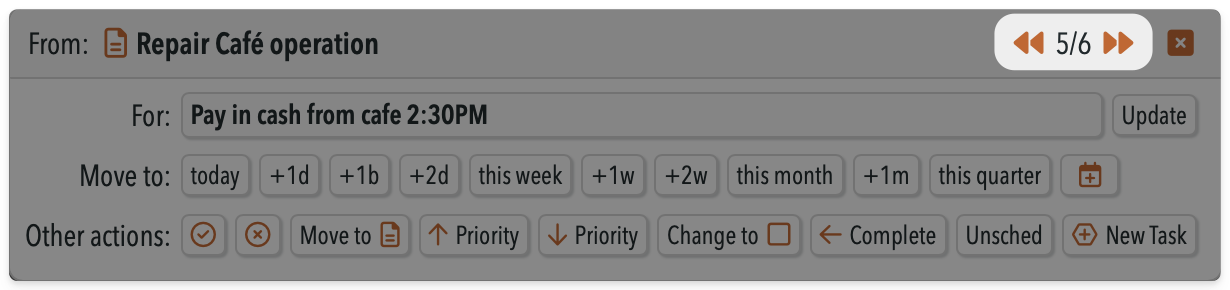 From: Repair Café operation 5/6
For: Pay in cash from cafe 2:30PM Update
Move to: today +1d +1b +2d this week +1w +2w this month +1m this quarter
Other actions: Move to Priority Priority Change to Complete Unsched New Task